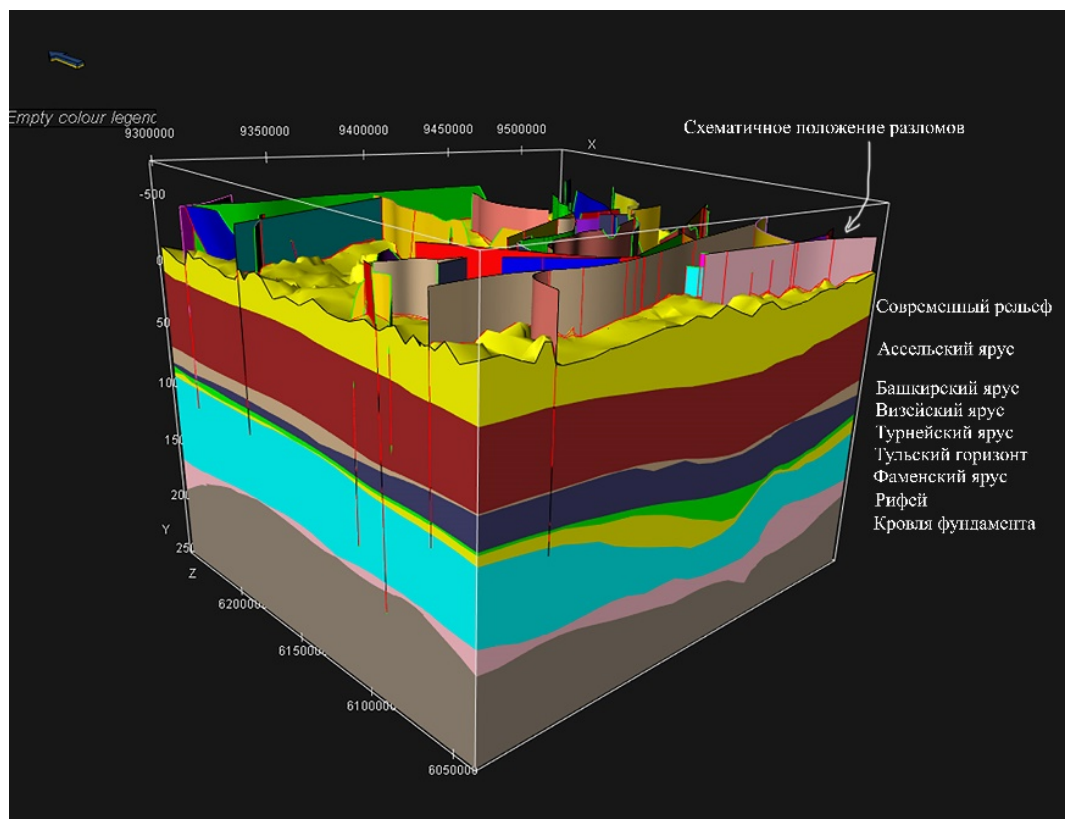 Empty colour legend
9300000
9350000
9400000
9450000
9500000
X
Схематичное положение разломов
-500
0
50
100
150
200
250
Y
Z
6200000
6150000
6100000
6050000
Современный рельеф
Ассельский ярус
Башкирский ярус
Визейский ярус
Турнейский ярус
Тульский горизонт
Фаменский ярус
Рифей
Кровля фундамента